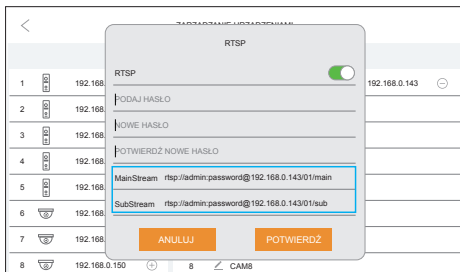 RTSP
RTSP
1 192.168. 192.168.0.143
PODAJ HASŁO
2 192.168.
NOWE HASŁO
3 192.168.
POTWIERDŹ NOWE HASŁO
4 192.168.
MainStream rtsp://admin:password@192.168.0.143/01/main
5 192.168.
SubStream rtsp://admin:password@192.168.0.143/01/sub
6 192.168.
ANULUJ POTWIERDŹ
7 192.168.
8 192.168.0.150 8 CAM8